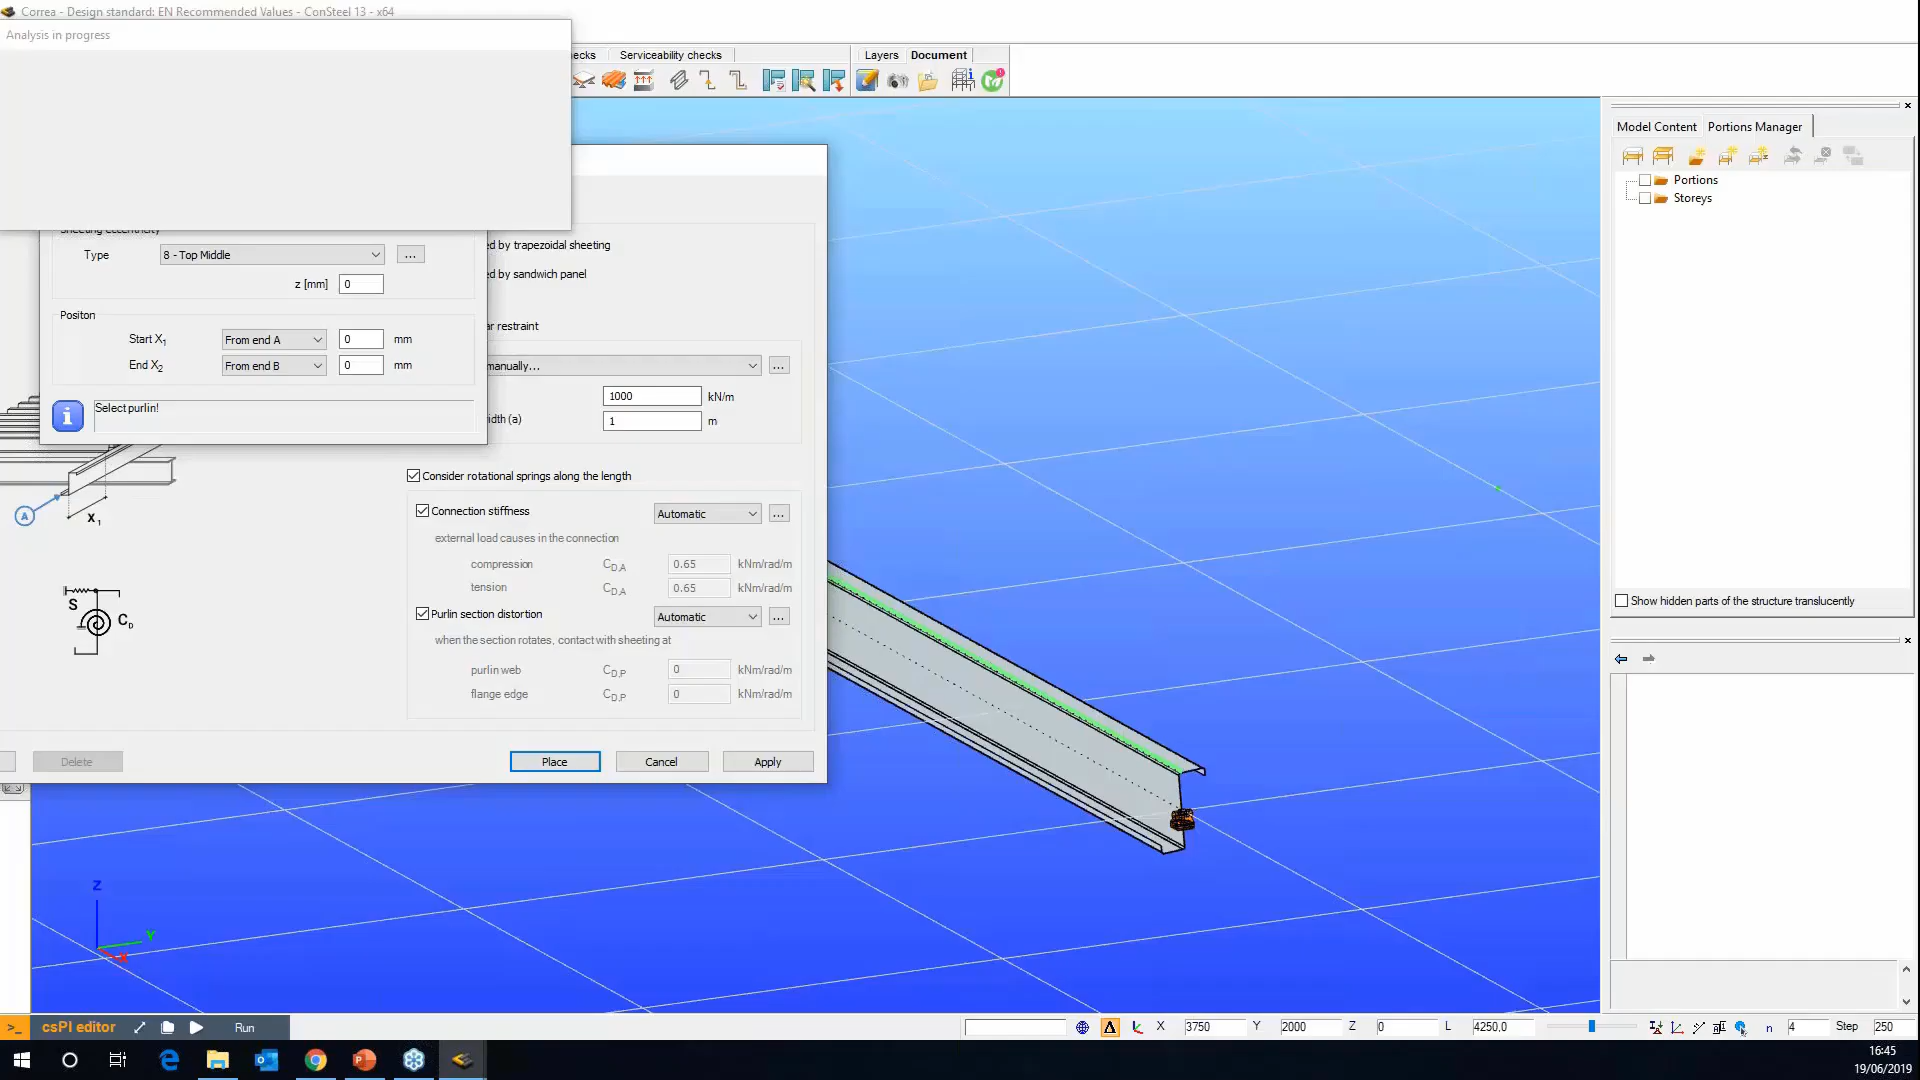 Correa - Design standard: EN Recommended Values - ConSteel 13 - x64
Analysis in progress
ecks Serviceability checks Layers Document
Model Content Portions Manager
Portions
Storeys
Show hidden parts of the structure translucently
Sheeting eccentricity
Type 8 - Top Middle ...
z [mm] 0
Positon
Start X1 From end A 0 mm
End X2 From end B 0 mm
Select purlin!
ed by trapezoidal sheeting
ed by sandwich panel
ar restraint
manually... ...
1000 kN/m
idth (a) 1 m
Consider rotational springs along the length
Connection stiffness Automatic ...
external load causes in the connection
compression CD,A 0.65 kNm/rad/m
tension CD,A 0.65 kNm/rad/m
Purlin section distortion Automatic ...
when the section rotates, contact with sheeting at
purlin web CD,P 0 kNm/rad/m
flange edge CD,P 0 kNm/rad/m
A X1
S CD
Delete Place Cancel Apply
Z
Y
X
>_ csPI editor Run
X 3750 Y 2000 Z 0 L 4250,0 n 4 Step 250
16:45
19/06/2019